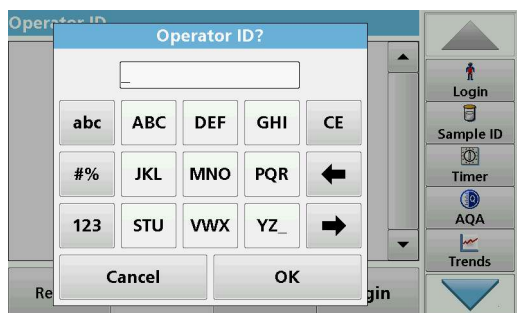 Operator ID
Operator ID?
_
abc ABC DEF GHI CE
#% JKL MNO PQR
123 STU VWX YZ_
Cancel OK
Login
Sample ID
Timer
AQA
Trends